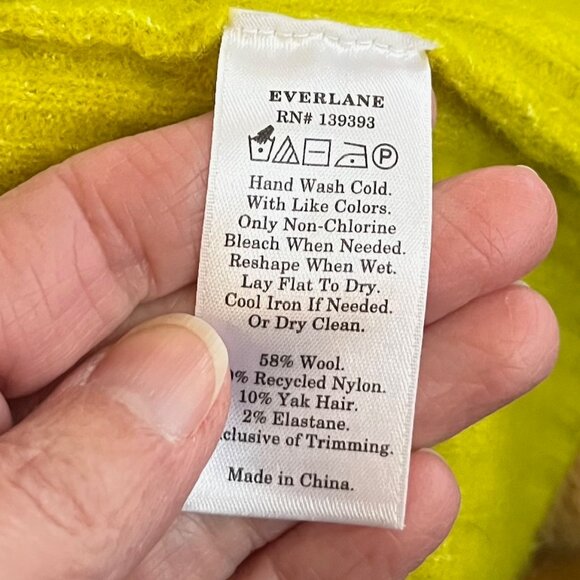 EVERLANE
RN# 139393
P
Hand Wash Cold.
With Like Colors.
Only Non-Chlorine
Bleach When Needed.
Reshape When Wet.
Lay Flat To Dry.
Cool Iron If Needed.
Or Dry Clean.
58% Wool.
% Recycled Nylon.
10% Yak Hair.
2% Elastane.
of Trimming.
Made in China.